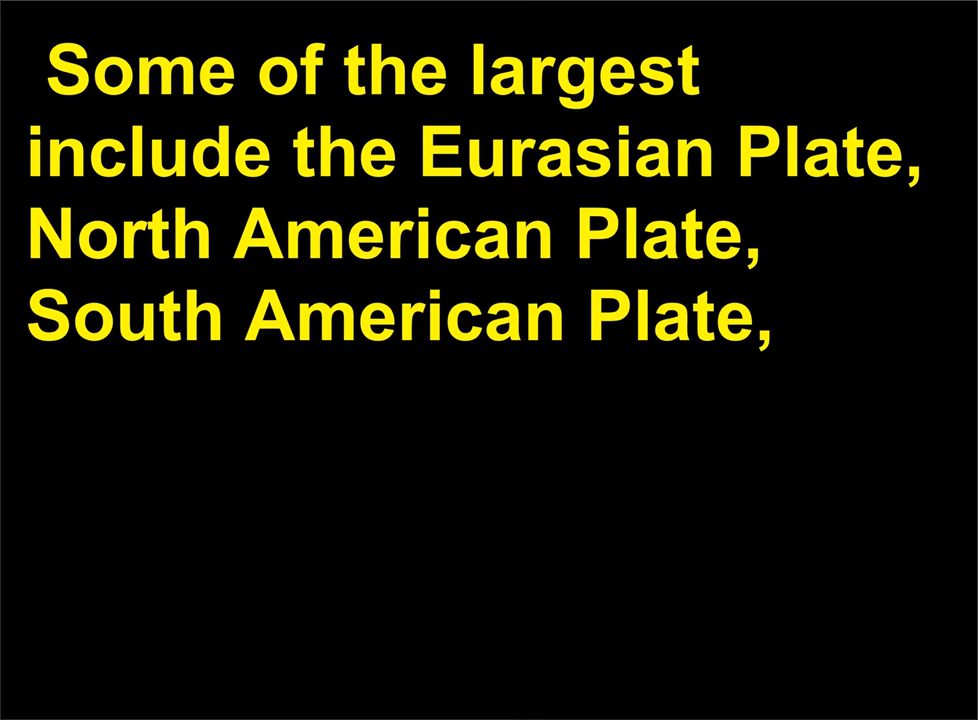 Some of the largest
include the Eurasian Plate,
North American Plate,
South American Plate,